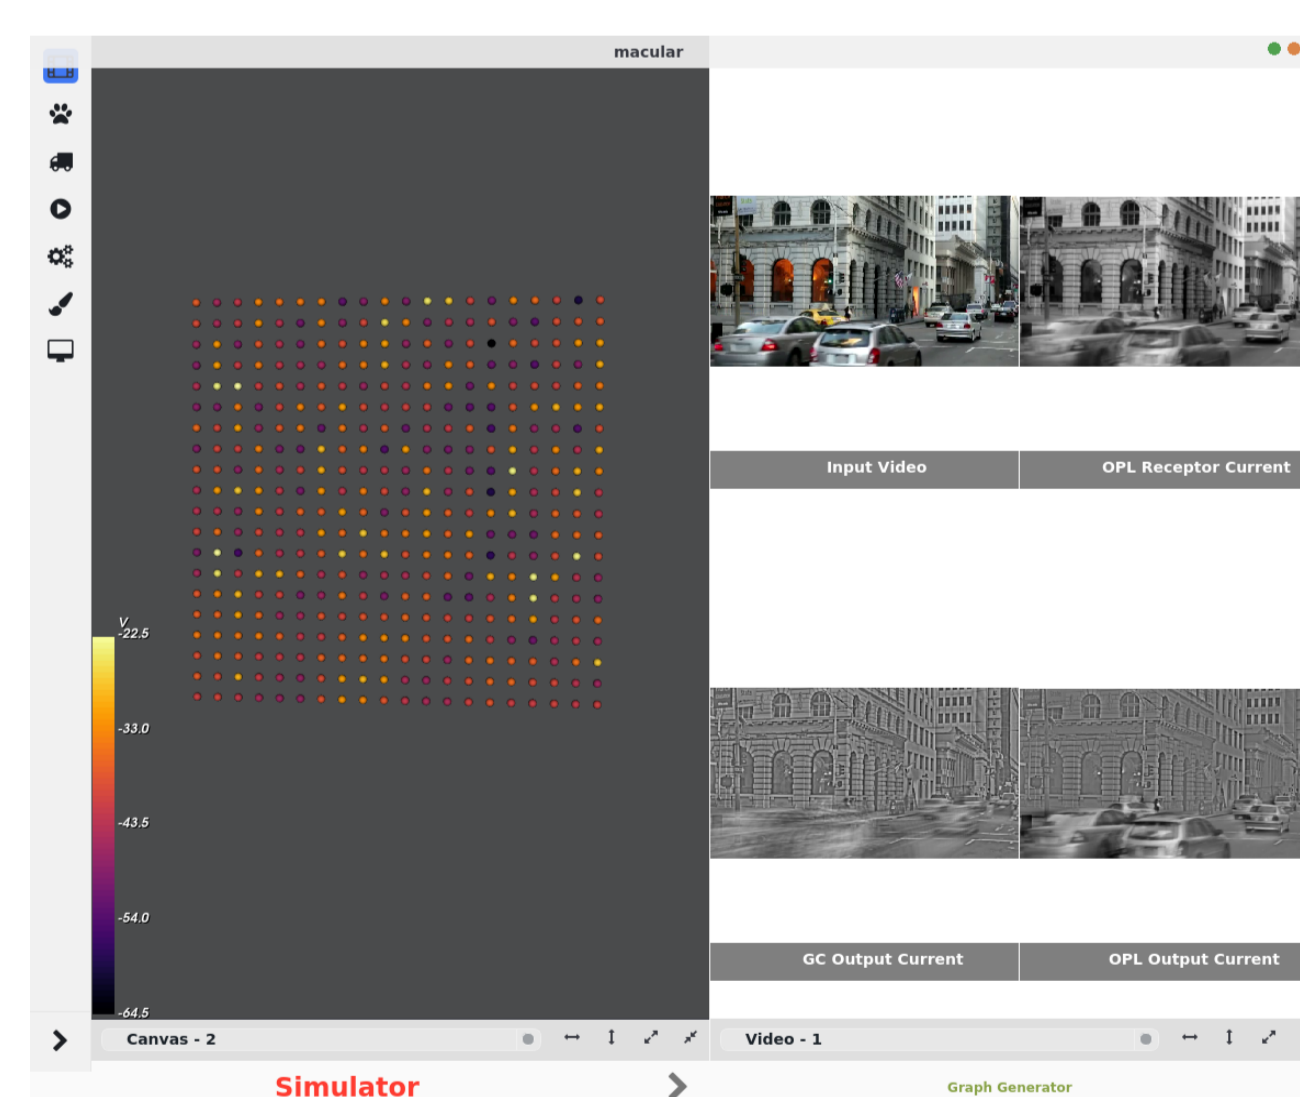 macular
Input Video
OPL Receptor Current
V
-22.5
-33.0
-43.5
-54.0
-64.5
GC Output Current
OPL Output Current
Canvas - 2
Video - 1
Simulator
Graph Generator